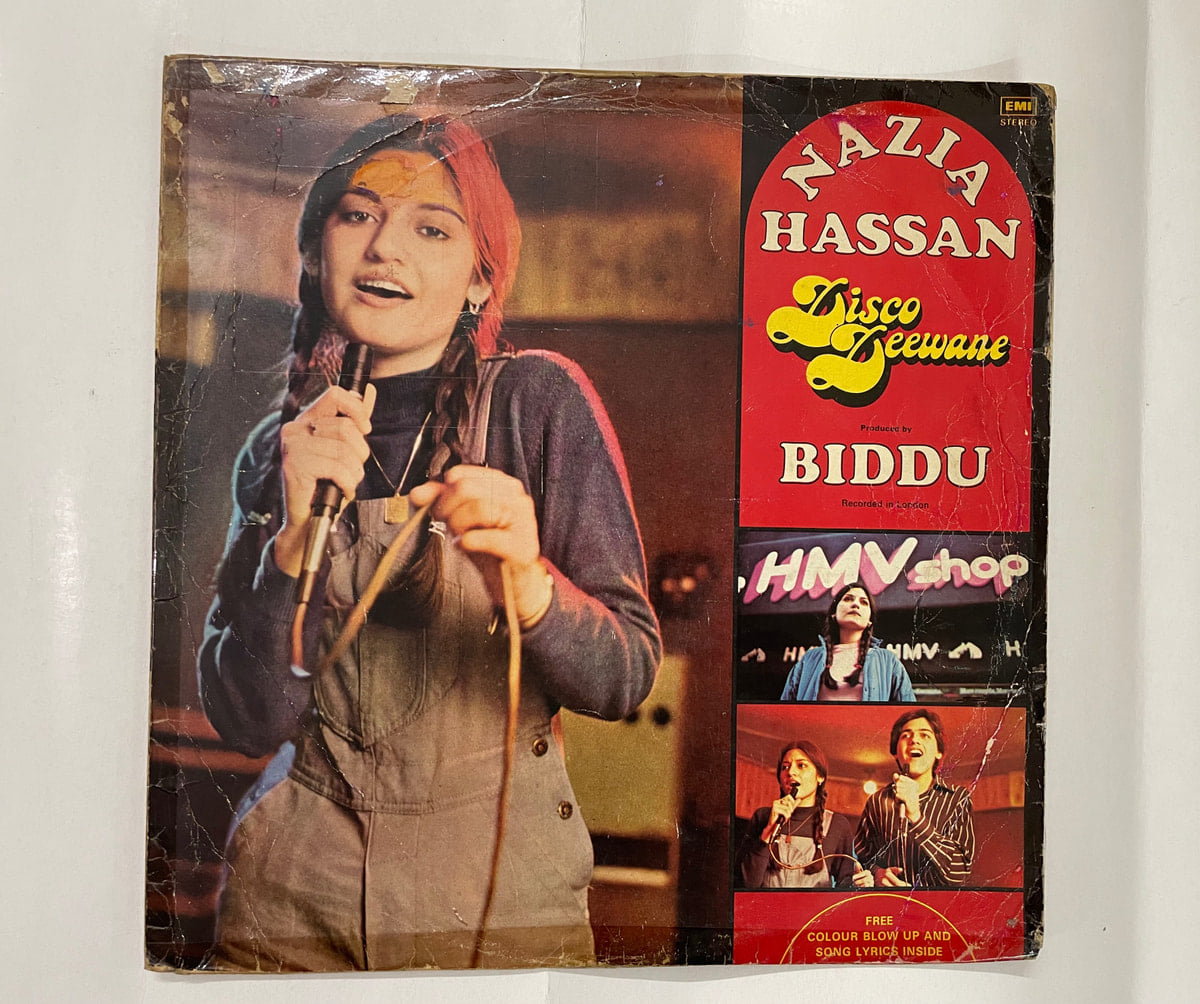 EMI
STEREO
NAZIA
HASSAN
Disco
Deewane
Produced by
BIDDU
Recorded in London
HMV shop
HMV
H
FREE
COLOUR BLOW UP AND
SONG LYRICS INSIDE